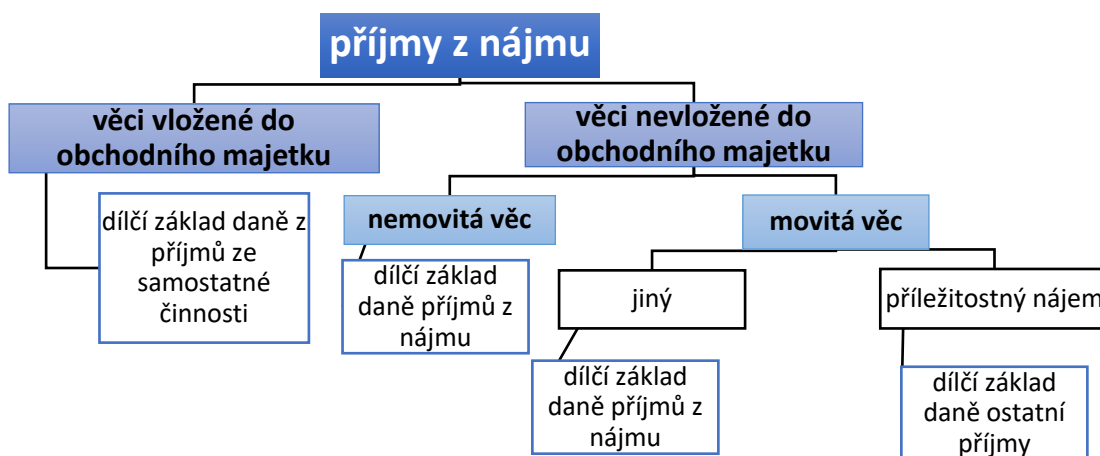 příjmy z nájmu
věci vložené do
obchodního majetku
věci nevložené do
obchodního majetku
dílčí základ daně z
příjmů ze
samostatné
činnosti
nemovitá věc
movitá věc
dílčí základ
daně příjmů z
nájmu
jiný
příležitostný nájem
dílčí základ
daně příjmů z
nájmu
dílčí základ
daně ostatní
příjmy